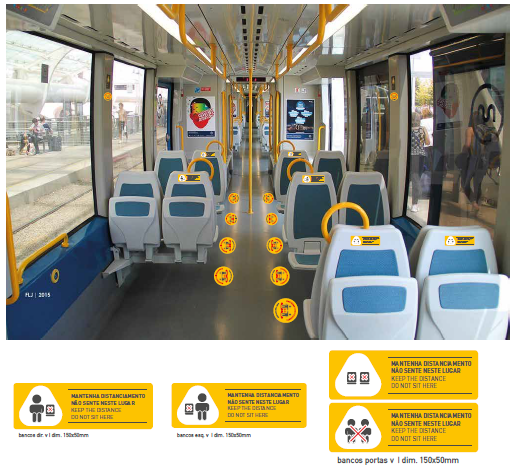 FLJ | 2015
MANTENHA DISTANCIAMENTO
NÃO SENTE NESTE LUGAR
KEEP THE DISTANCE
DO NOT SIT HERE
bancos dir. v I dim. 150x50mm
MANTENHA DISTANCIAMENTO
NÃO SENTE NESTE LUGAR
KEEP THE DISTANCE
DO NOT SIT HERE
bancos esq. v I dim. 150x50mm
MANTENHA DISTANCIAMENTO
NÃO SENTE NESTE LUGAR
KEEP THE DISTANCE
DO NOT SIT HERE
MANTENHA DISTANCIAMENTO
NÃO SENTE NESTE LUGAR
KEEP THE DISTANCE
DO NOT SIT HERE
bancos portas v I dim. 150x50mm